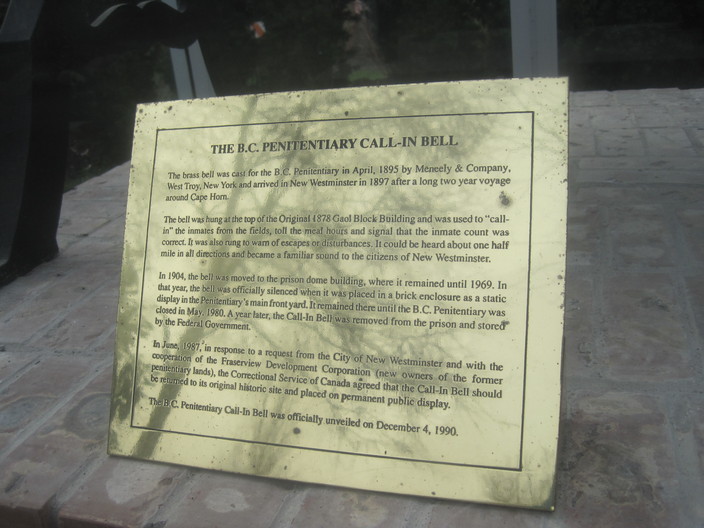 THE B.C. PENITENTIARY CALL-IN BELL
The brass bell was cast for the B.C. Penitentiary in April, 1895 by Meneely & Company,
West Troy, New York and arrived in New Westminster in 1897 after a long two year voyage
around Cape Horn.
The bell was hung at the top of the Original 1878 Gaol Block Building and was used to "call-
in" the inmates from the fields, toll the meal hours and signal that the inmate count was
correct. It was also rung to warn of escapes or disturbances. It could be heard about one half
mile in all directions and became a familiar sound to the citizens of New Westminster.
In 1904, the bell was moved to the prison dome building, where it remained until 1969. In
that year, the bell was officially silenced when it was placed in a brick enclosure as a static
display in the Penitentiary's main front yard. It remained there until the B.C. Penitentiary was
closed in May, 1980. A year later, the Call-In Bell was removed from the prison and stored
by the Federal Government.
In June, 1987, in response to a request from the City of New Westminster and with the
cooperation of the Fraserview Development Corporation (new owners of the former
penitentiary lands), the Correctional Service of Canada agreed that the Call-In Bell should
be returned to its original historic site and placed on permanent public display.
The B.C. Penitentiary Call-In Bell was officially unveiled on December 4, 1990.